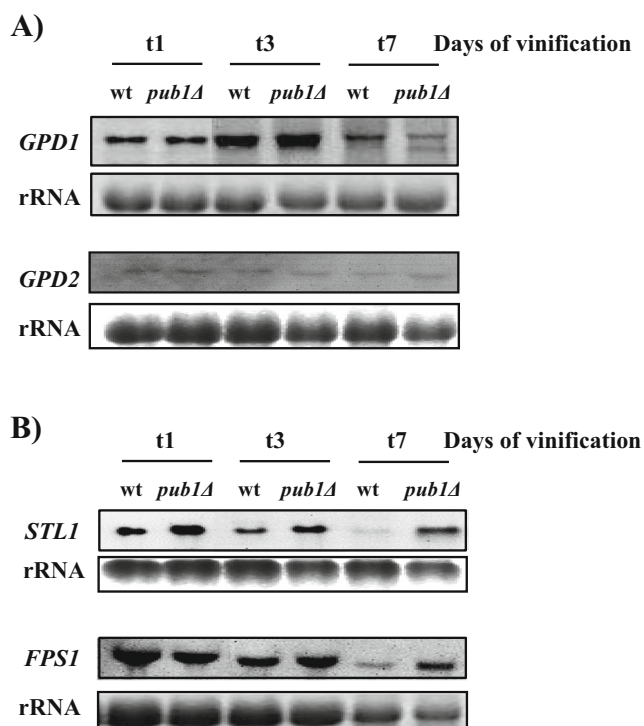 A)
t1 t3 t7 Days of vinification
wt pub1Δ wt pub1Δ wt pub1Δ
GPD1
rRNA
GPD2
rRNA
B)
t1 t3 t7 Days of vinification
wt pub1Δ wt pub1Δ wt pub1Δ
STL1
rRNA
FPS1
rRNA